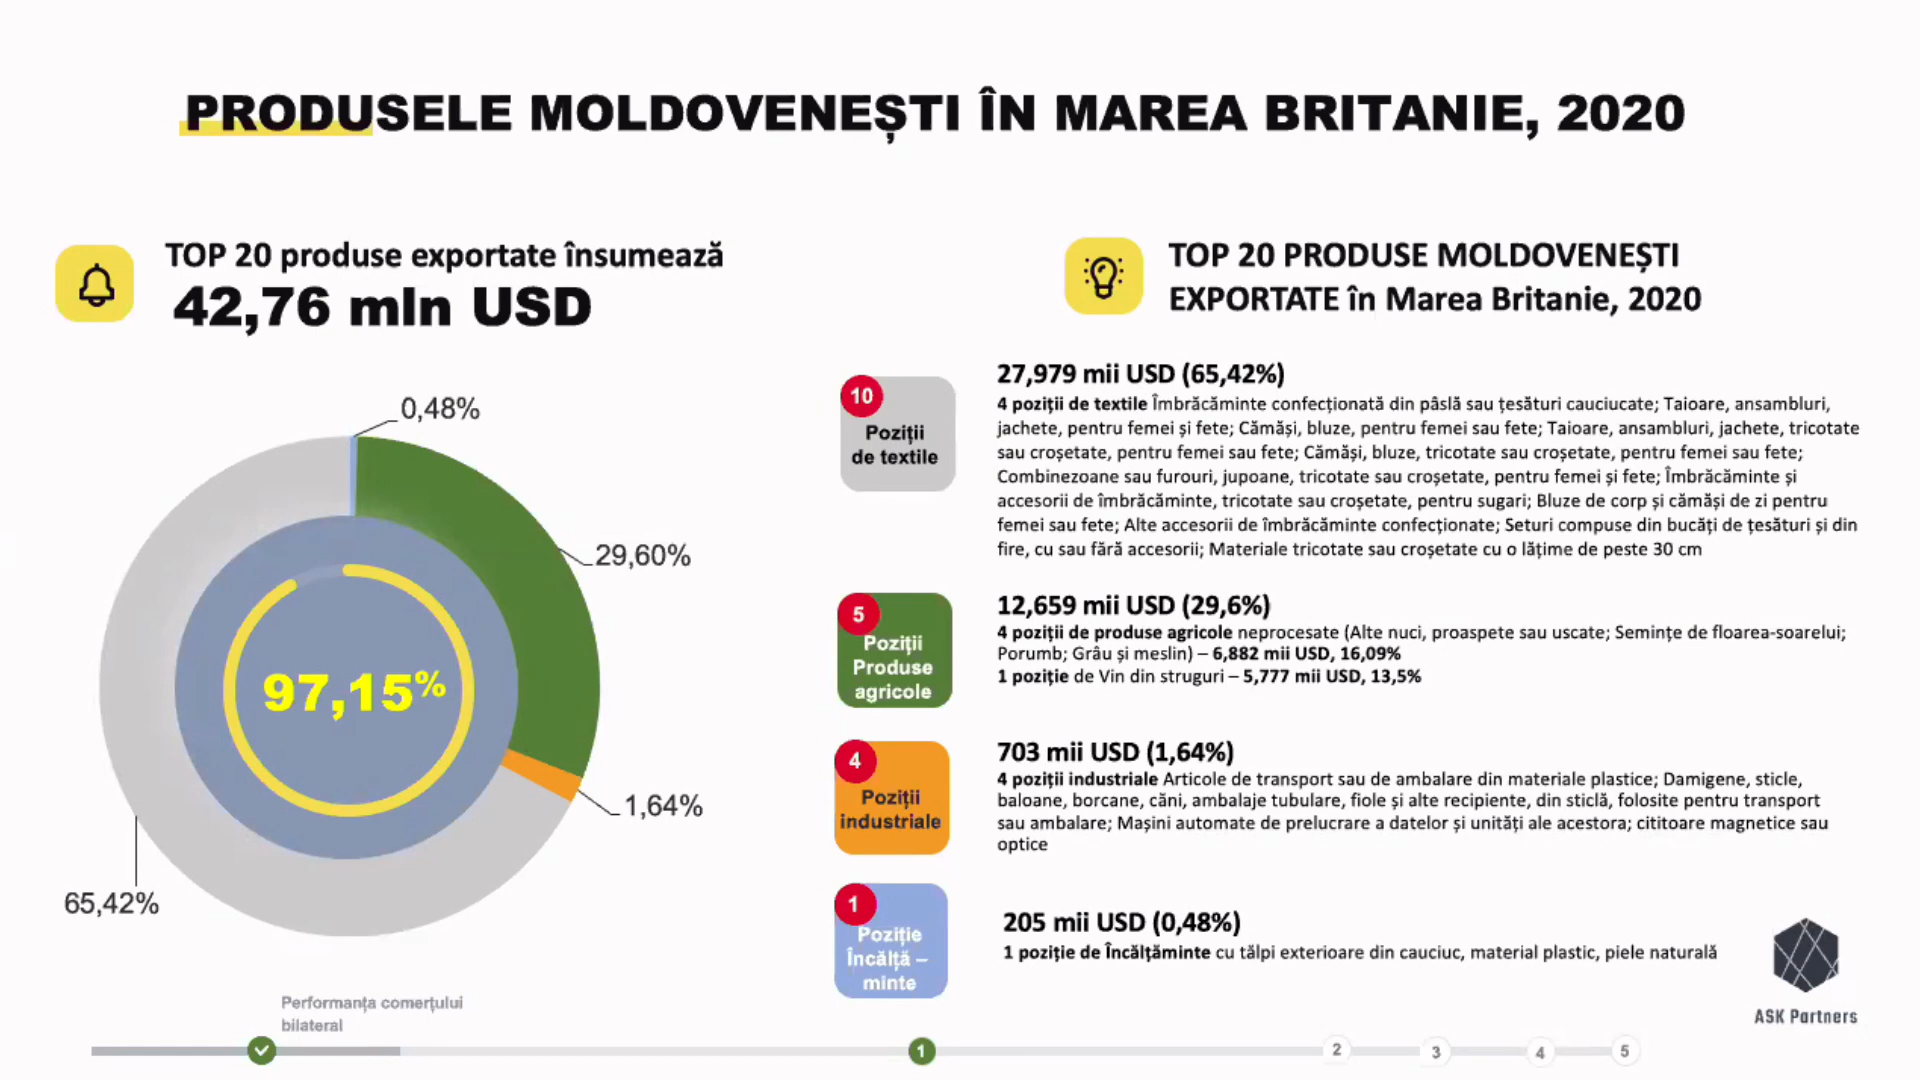 PRODUSELE MOLDOVENEȘTI ÎN MAREA BRITANIE, 2020
TOP 20 produse exportate însumează
42,76 mln USD
0,48%
29,60%
97,15%
1,64%
65,42%
TOP 20 PRODUSE MOLDOVENEȘTI
EXPORTATE în Marea Britanie, 2020
10
Poziții
de textile
27,979 mii USD (65,42%)
4 poziții de textile Îmbrăcăminte confecționată din pâslă sau țesături cauciucate; Taioare, ansambluri,
jachete, pentru femei și fete; Cămăși, bluze, pentru femei sau fete; Taioare, ansambluri, jachete, tricotate
sau croșetate, pentru femei sau fete; Cămăși, bluze, tricotate sau croșetate, pentru femei sau fete;
Combinezoane sau furouri, jupoane, tricotate sau croșetate, pentru femei și fete; Îmbrăcăminte și
accesorii de îmbrăcăminte, tricotate sau croșetate, pentru sugari; Bluze de corp și cămăși de zi pentru
femei sau fete; Alte accesorii de îmbrăcăminte confecționate; Seturi compuse din bucăți de țesături și din
fire, cu sau fără accesorii; Materiale tricotate sau croșetate cu o lățime de peste 30 cm
5
Poziții
Produse
agricole
12,659 mii USD (29,6%)
4 poziții de produse agricole neprocesate (Alte nuci, proaspete sau uscate; Semințe de floarea-soarelui;
Porumb; Grâu și meslin) – 6,882 mii USD, 16,09%
1 poziție de Vin din struguri – 5,777 mii USD, 13,5%
4
Poziții
industriale
703 mii USD (1,64%)
4 poziții industriale Articole de transport sau de ambalare din materiale plastice; Damigene, sticle,
baloane, borcane, căni, ambalaje tubulare, fiole și alte recipiente, din sticlă, folosite pentru transport
sau ambalare; Mașini automate de prelucrare a datelor și unități ale acestora; cititoare magnetice sau
optice
1
Poziție
Încălță –
minte
205 mii USD (0,48%)
1 poziție de Încălțăminte cu tălpi exterioare din cauciuc, material plastic, piele naturală
ASK Partners
Performanța comerțului
bilateral
1
2
3
4
5